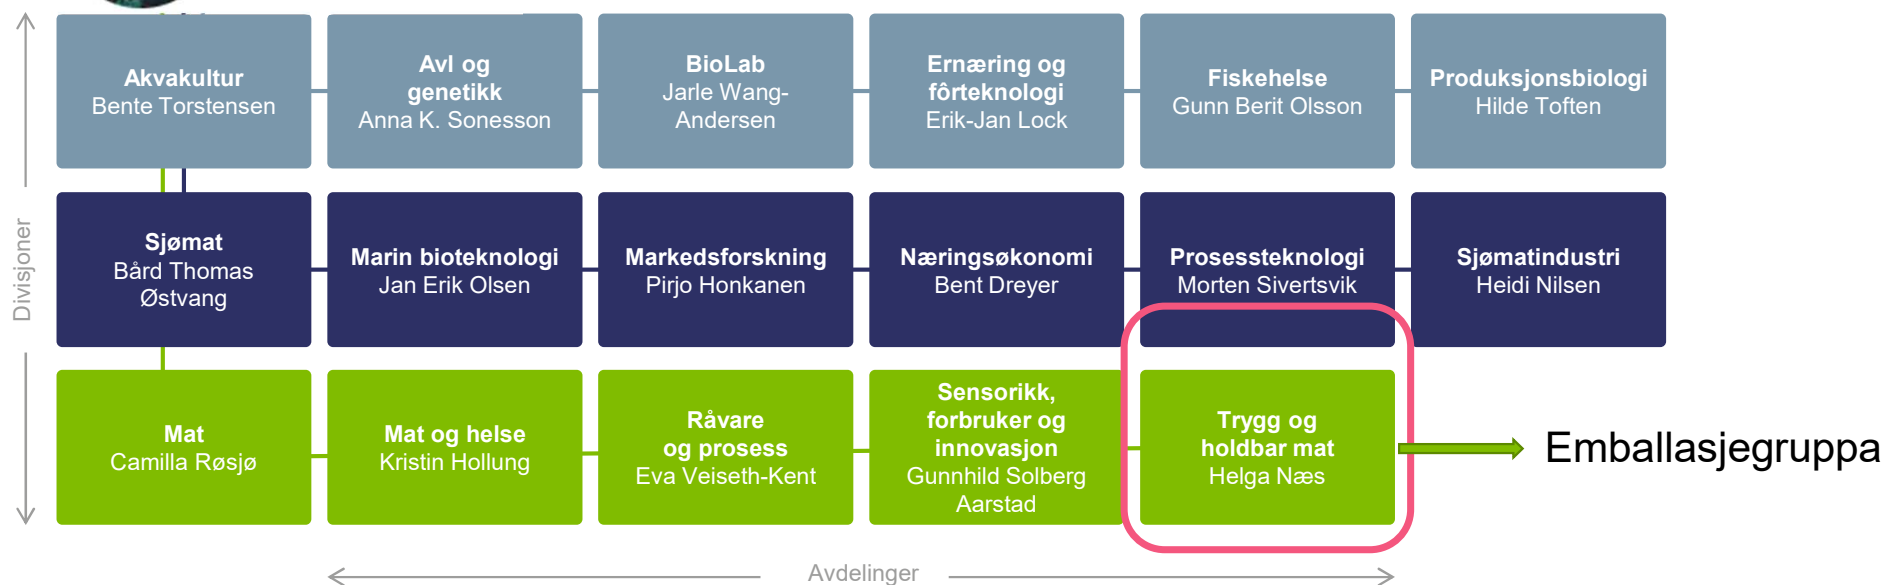 Akvakultur
Bente Torstensen
Avl og
genetikk
Anna K. Sonesson
BioLab
Jarle Wang-
Andersen
Ernæring og
fôrteknologi
Erik-Jan Lock
Fiskehelse
Gunn Berit Olsson
Produksjonsbiologi
Hilde Toften
Divisjoner
Sjømat
Bård Thomas
Østvang
Marin bioteknologi
Jan Erik Olsen
Markedsforskning
Pirjo Honkanen
Næringsøkonomi
Bent Dreyer
Prosessteknologi
Morten Sivertsvik
Sjømatindustri
Heidi Nilsen
Mat
Camilla Røsjø
Mat og helse
Kristin Hollung
Råvare
og prosess
Eva Veiseth-Kent
Sensorikk,
forbruker og
innovasjon
Gunnhild Solberg
Aarstad
Trygg og
holdbar mat
Helga Næs
Emballasjegruppa
Avdelinger